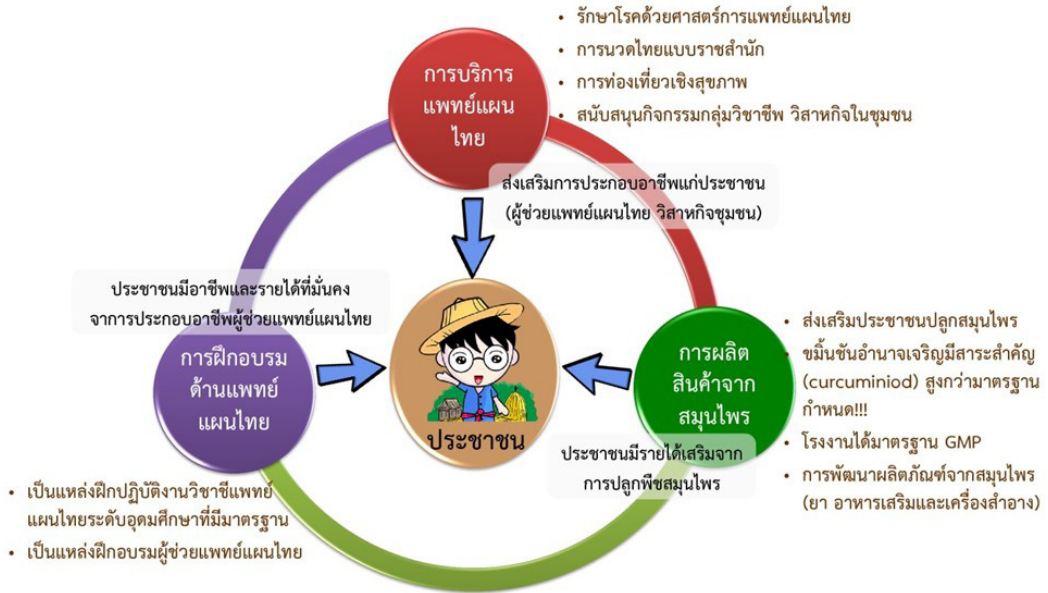 การบริการ
แพทย์แผน
ไทย
• รักษาโรคด้วยศาสตร์การแพทย์แผนไทย
• การนวดไทยแบบราชสำนัก
• การท่องเที่ยวเชิงสุขภาพ
• สนับสนุนกิจกรรมกลุ่มวิชาชีพ วิสาหกิจในชุมชน
ส่งเสริมการประกอบอาชีพแก่ประชาชน
(ผู้ช่วยแพทย์แผนไทย วิสาหกิจชุมชน)
ประชาชนมีอาชีพและรายได้ที่มั่นคง
จาการประกอบอาชีพผู้ช่วยแพทย์แผนไทย
การฝึกอบรม
ด้านแพทย์
แผนไทย
ประชาชน
การผลิต
สินค้าจาก
สมุนไพร
• ส่งเสริมประชาชนปลูกสมุนไพร
• ขมิ้นชันอำนาจเจริญมีสาระสำคัญ
(curcuminiod) สูงกว่ามาตรฐาน
กำหนด!!!
• โรงงานได้มาตรฐาน GMP
• การพัฒนาผลิตภัณฑ์จากสมุนไพร
(ยา อาหารเสริมและเครื่องสำอาง)
ประชาชนมีรายได้เสริมจาก
การปลูกพืชสมุนไพร
• เป็นแหล่งฝึกปฏิบัติงานวิชาชีแพทย์
แผนไทยระดับอุดมศึกษาที่มีมาตรฐาน
• เป็นแหล่งฝึกอบรมผู้ช่วยแพทย์แผนไทย